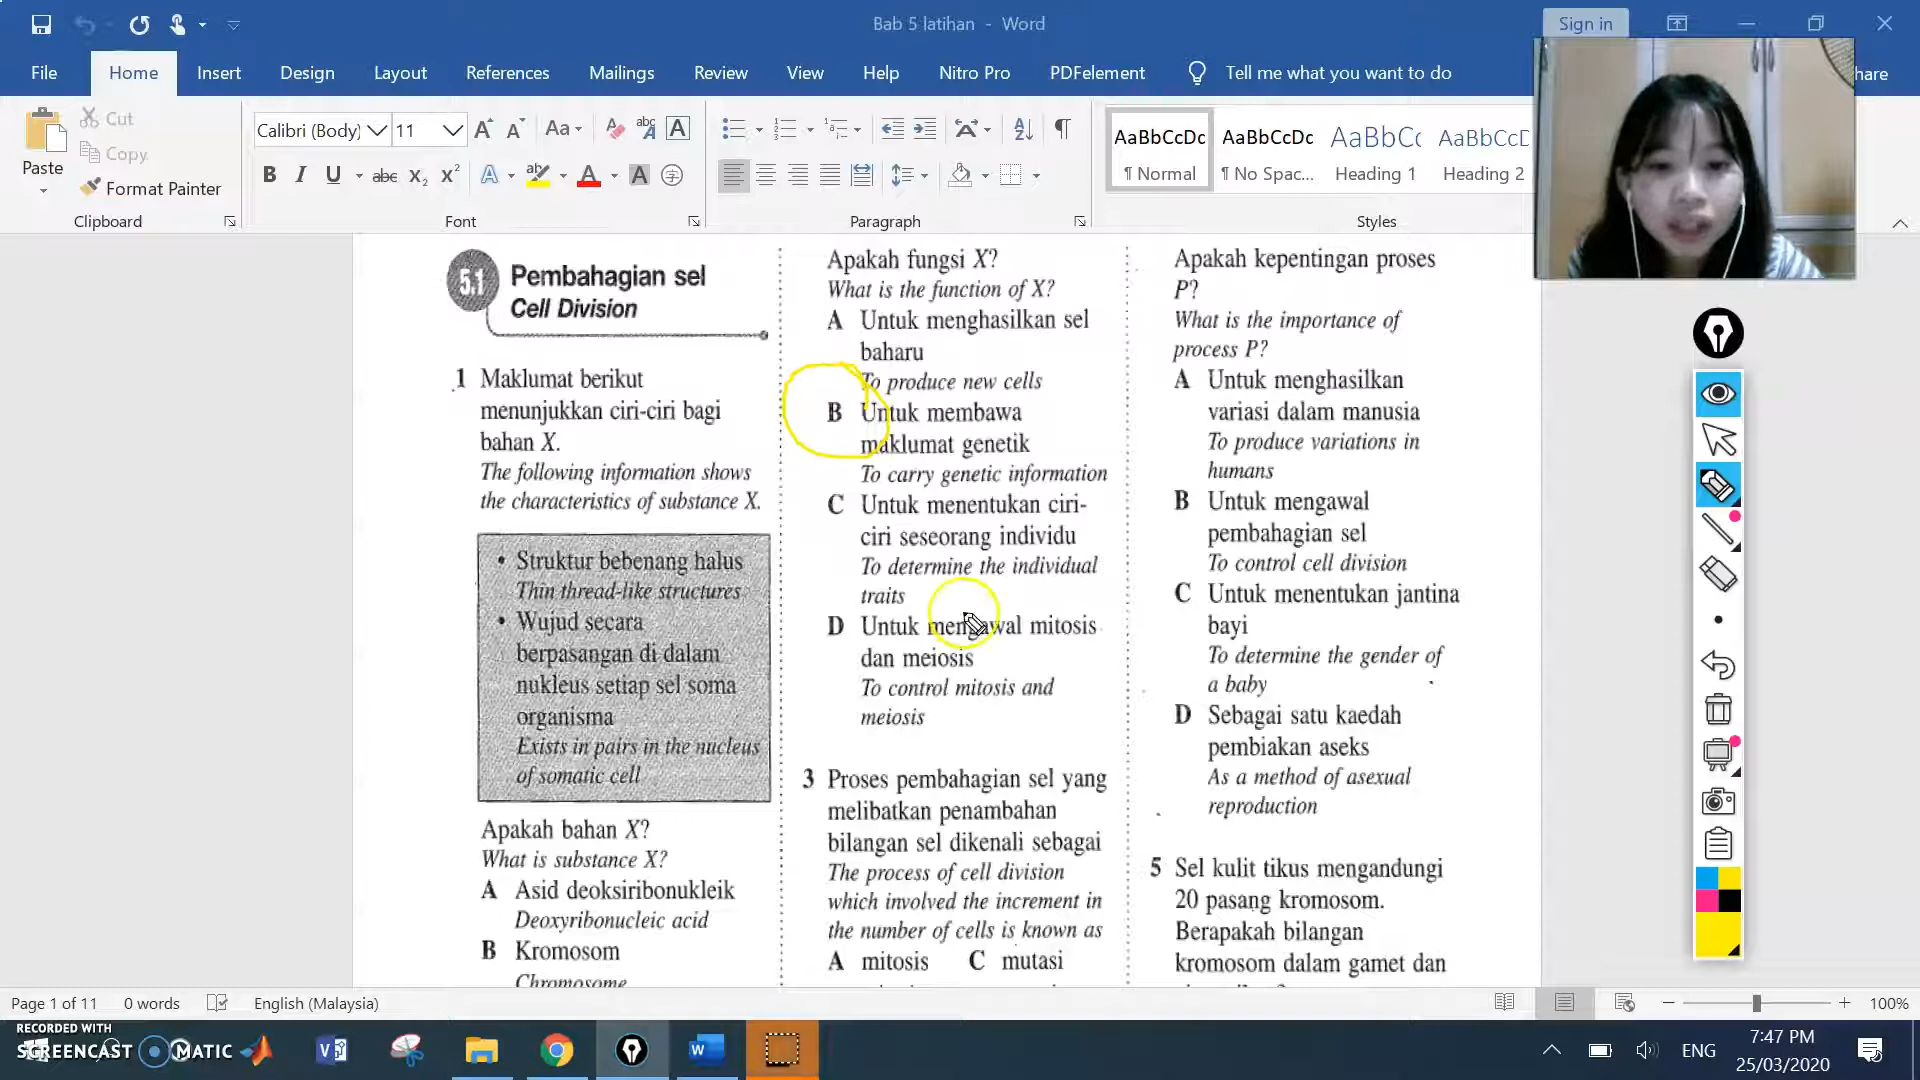 Bab 5 latihan - Word
Sign in
File
Home
Insert
Design
Layout
References
Mailings
Review
View
Help
Nitro Pro
PDFelement
Tell me what you want to do
hare
Paste
Cut
Copy
Format Painter
Clipboard
Calibri (Body)
11
Font
Paragraph
AaBbCcDc
¶ Normal
AaBbCcDc
¶ No Spac...
AaBbC
Heading 1
AaBbCcD
Heading 2
Styles
5.1 Pembahagian sel
Cell Division
1 Maklumat berikut
menunjukkan ciri-ciri bagi
bahan X.
The following information shows
the characteristics of substance X.
• Struktur bebenang halus
Thin thread-like structures
• Wujud secara
berpasangan di dalam
nukleus setiap sel soma
organisma
Exists in pairs in the nucleus
of somatic cell
Apakah bahan X?
What is substance X?
A Asid deoksiribonukleik
Deoxyribonucleic acid
B Kromosom
Chromosome
Apakah fungsi X?
What is the function of X?
A Untuk menghasilkan sel
baharu
To produce new cells
B Untuk membawa
maklumat genetik
To carry genetic information
C Untuk menentukan ciri-
ciri seseorang individu
To determine the individual
traits
D Untuk mengawal mitosis
dan meiosis
To control mitosis and
meiosis
3 Proses pembahagian sel yang
melibatkan penambahan
bilangan sel dikenali sebagai
The process of cell division
which involved the increment in
the number of cells is known as
A mitosis C mutasi
Apakah kepentingan proses
P?
What is the importance of
process P?
A Untuk menghasilkan
variasi dalam manusia
To produce variations in
humans
B Untuk mengawal
pembahagian sel
To control cell division
C Untuk menentukan jantina
bayi
To determine the gender of
a baby
D Sebagai satu kaedah
pembiakan aseks
As a method of asexual
reproduction
5 Sel kulit tikus mengandungi
20 pasang kromosom.
Berapakah bilangan
kromosom dalam gamet dan
Page 1 of 11
0 words
English (Malaysia)
100%
RECORDED WITH
SCREENCAST MATIC
ENG
7:47 PM
25/03/2020